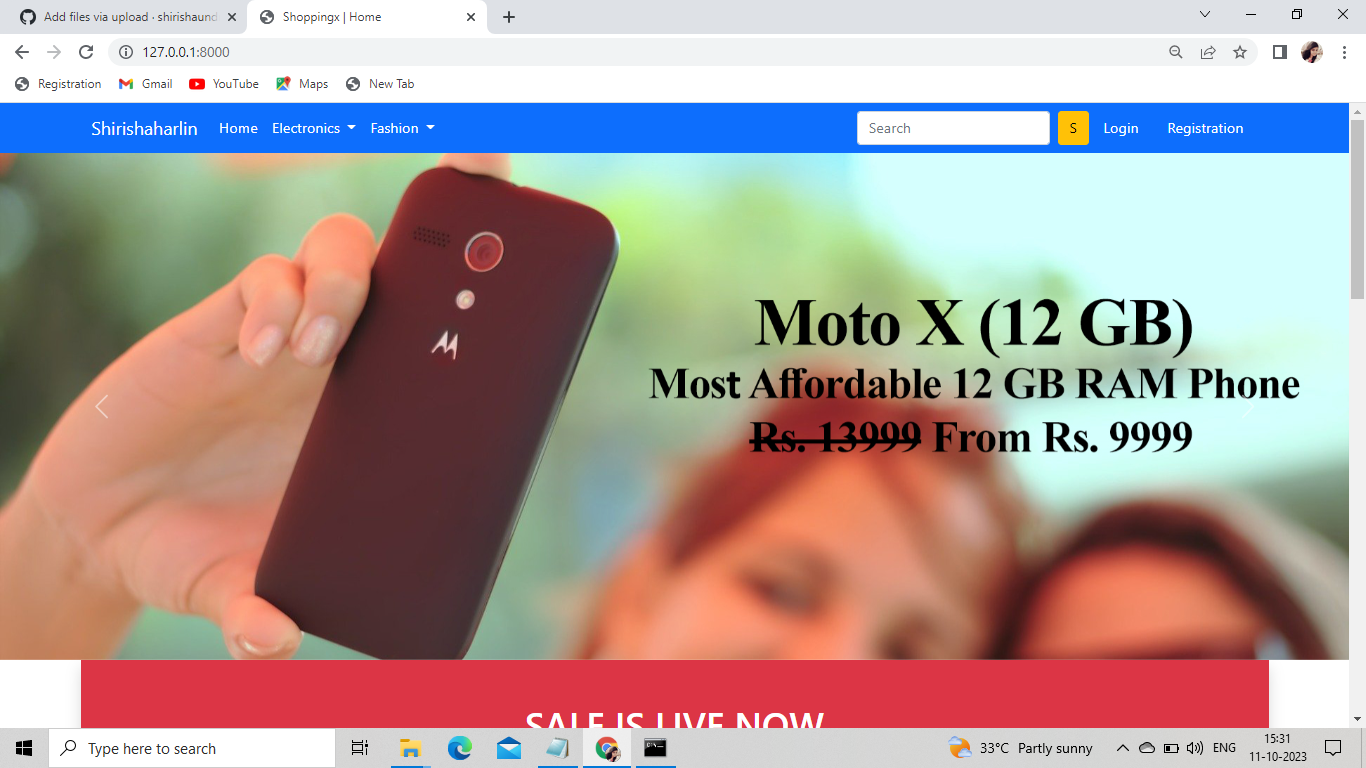 Add files via upload · shirishaund
Shoppingx | Home
127.0.0.1:8000
Registration
Gmail
YouTube
Maps
New Tab
Shirishaharlin
Home
Electronics
Fashion
Search
S
Login
Registration
Moto X (12 GB)
Most Affordable 12 GB RAM Phone
Rs. 13999 From Rs. 9999
SALE IS LIVE NOW
Type here to search
33°C Partly sunny
ENG
15:31
11-10-2023